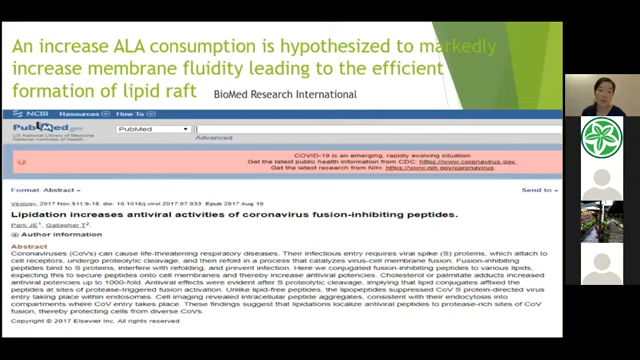 An increase ALA consumption is hypothesized to markedly
increase membrane fluidity leading to the efficient
formation of lipid raft BioMed Research International
NCBI Resources How To
PubMed.gov PubMed
US National Library of Medicine
National Institutes of Health
Advanced
COVID-19 is an emerging, rapidly evolving situation.
Get the latest public health information from CDC: https://www.coronavirus.gov
Get the latest research from NIH: https://www.nih.gov/coronavirus
Format: Abstract Send to
Virology. 2017 Nov;511:9-18. doi: 10.1016/j.virol.2017.07.033. Epub 2017 Aug 10
Lipidation increases antiviral activities of coronavirus fusion-inhibiting peptides.
Park JE1, Gallagher T2
Author information
Abstract
Coronaviruses (CoVs) can cause life-threatening respiratory diseases. Their infectious entry requires viral spike (S) proteins, which attach to
cell receptors, undergo proteolytic cleavage, and then refold in a process that catalyzes virus-cell membrane fusion. Fusion-inhibiting
peptides bind to S proteins, interfere with refolding, and prevent infection. Here we conjugated fusion-inhibiting peptides to various lipids,
expecting this to secure peptides onto cell membranes and thereby increase antiviral potencies. Cholesterol or palmitate adducts increased
antiviral potencies up to 1000-fold. Antiviral effects were evident after S proteolytic cleavage, implying that lipid conjugates affixed the
peptides at sites of protease-triggered fusion activation. Unlike lipid-free peptides, the lipopeptides suppressed CoV S protein-directed virus
entry taking place within endosomes. Cell imaging revealed intracellular peptide aggregates, consistent with their endocytosis into
compartments where CoV entry takes place. These findings suggest that lipidations localize antiviral peptides to protease-rich sites of CoV
fusion, thereby protecting cells from diverse CoVs.
Copyright © 2017 Elsevier Inc. All rights reserved.